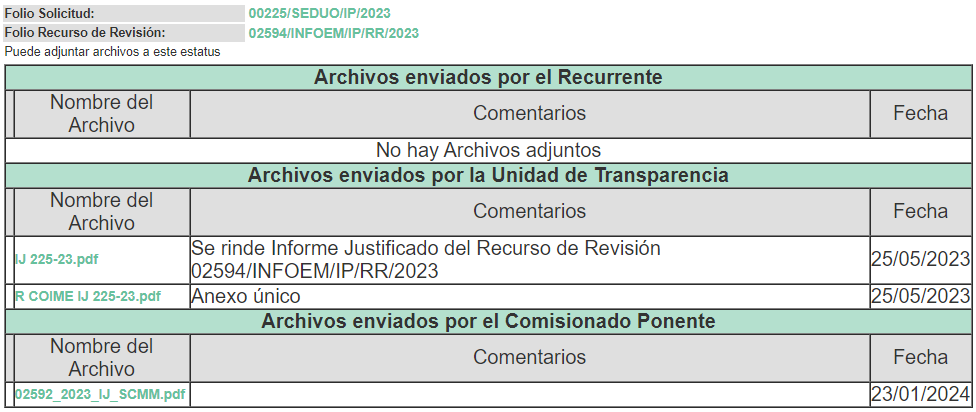 Folio Solicitud: 00225/SEDUO/IP/2023
Folio Recurso de Revisión: 02594/INFOEM/IP/RR/2023
Puede adjuntar archivos a este estatus
Archivos enviados por el Recurrente
Nombre del
Archivo
Comentarios
Fecha
No hay Archivos adjuntos
Archivos enviados por la Unidad de Transparencia
Nombre del
Archivo
Comentarios
Fecha
IJ 225-23.pdf
Se rinde Informe Justificado del Recurso de Revisión
02594/INFOEM/IP/RR/2023
25/05/2023
R COIME IJ 225-23.pdf
Anexo único
25/05/2023
Archivos enviados por el Comisionado Ponente
Nombre del
Archivo
Comentarios
Fecha
02592_2023_IJ_SCMM.pdf
23/01/2024